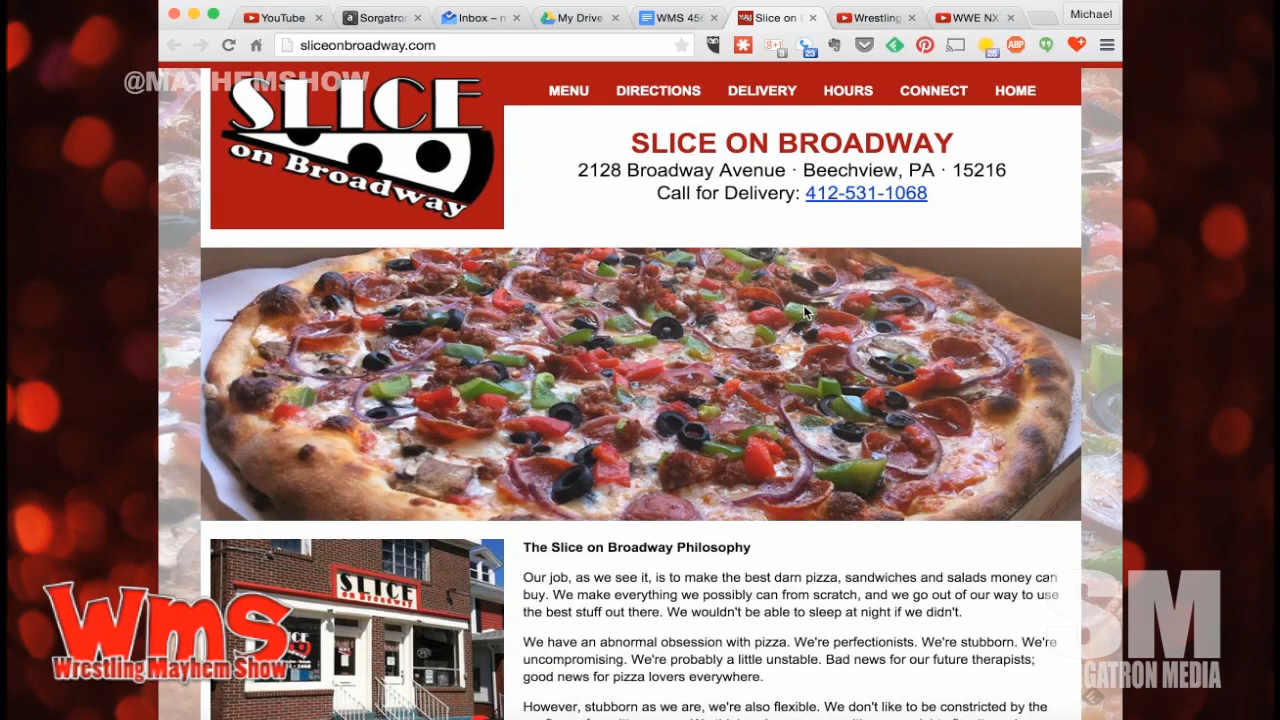 YouTube
Sorgatron
Inbox – n
My Drive
WMS 45
Slice on
Wrestling
WWE NX
Michael
sliceonbroadway.com
@MAYHEMSHOW
SLICE
on Broadway
MENU
DIRECTIONS
DELIVERY
HOURS
CONNECT
HOME
SLICE ON BROADWAY
2128 Broadway Avenue · Beechview, PA · 15216
Call for Delivery: 412-531-1068
SLICE
on Broadway
The Slice on Broadway Philosophy
Our job, as we see it, is to make the best darn pizza, sandwiches and salads money can
buy. We make everything we possibly can from scratch, and we go out of our way to use
the best stuff out there. We wouldn't be able to sleep at night if we didn't.
We have an abnormal obsession with pizza. We're perfectionists. We're stubborn. We're
uncompromising. We're probably a little unstable. Bad news for our future therapists;
good news for pizza lovers everywhere.
However, stubborn as we are, we're also flexible. We don't like to be constricted by the
WMS
Wrestling Mayhem Show
SM
GATRON MEDIA